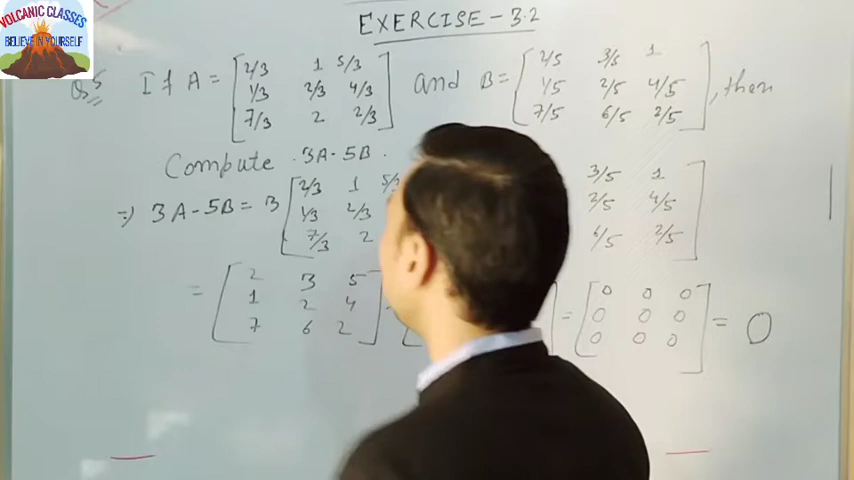 VOLCANIC CLASSES
BELIEVE IN YOURSELF
EXERCISE - 3.2
Q5 If A = [2/3 1 5/3
1/3 2/3 4/3
7/3 2 2/3] and B = [2/5 3/5 1
1/5 2/5 4/5
7/5 6/5 2/5], then
Compute 3A - 5B.
=> 3A - 5B = 3 [2/3 1 5/3
1/3 2/3
7/3 2
3/5 1
2/5 4/5
6/5 2/5]
= [2 3 5
1 2 4
7 6 2] -
= [0 0 0
0 0 0
0 0 0] = 0